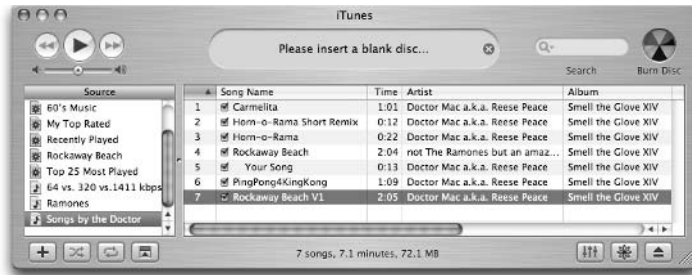 iTunes
Please insert a blank disc...
Search
Burn Disc
Source
60's Music
My Top Rated
Recently Played
Rockaway Beach
Top 25 Most Played
64 vs. 320 vs.1411 kbps
Ramones
Songs by the Doctor
Song Name Time Artist Album
1 Carmelita 1:01 Doctor Mac a.k.a. Reese Peace Smell the Glove XIV
2 Horn-o-Rama Short Remix 0:12 Doctor Mac a.k.a. Reese Peace Smell the Glove XIV
3 Horn-o-Rama 0:22 Doctor Mac a.k.a. Reese Peace Smell the Glove XIV
4 Rockaway Beach 2:04 not The Ramones but an amaz... Smell the Glove XIV
5 Your Song 0:13 Doctor Mac a.k.a. Reese Peace Smell the Glove XIV
6 PingPong4KingKong 1:09 Doctor Mac a.k.a. Reese Peace Smell the Glove XIV
7 Rockaway Beach V1 2:05 Doctor Mac a.k.a. Reese Peace Smell the Glove XIV
7 songs, 7.1 minutes, 72.1 MB